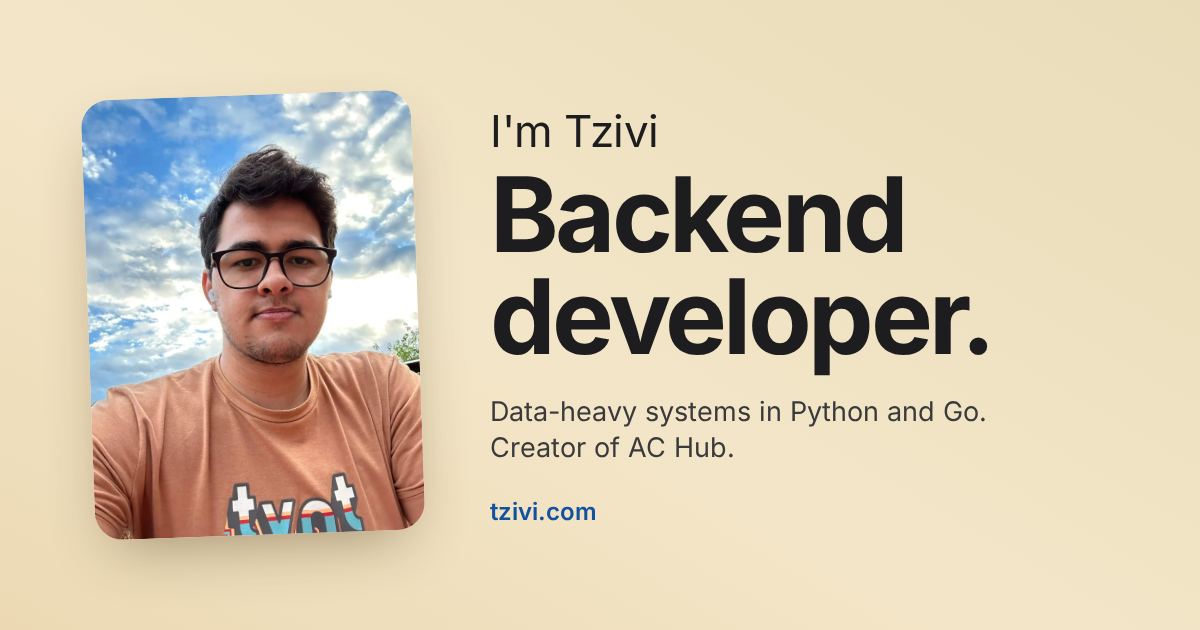 I'm Tzivi
Backend
developer.
Data-heavy systems in Python and Go.
Creator of AC Hub.
tzivi.com